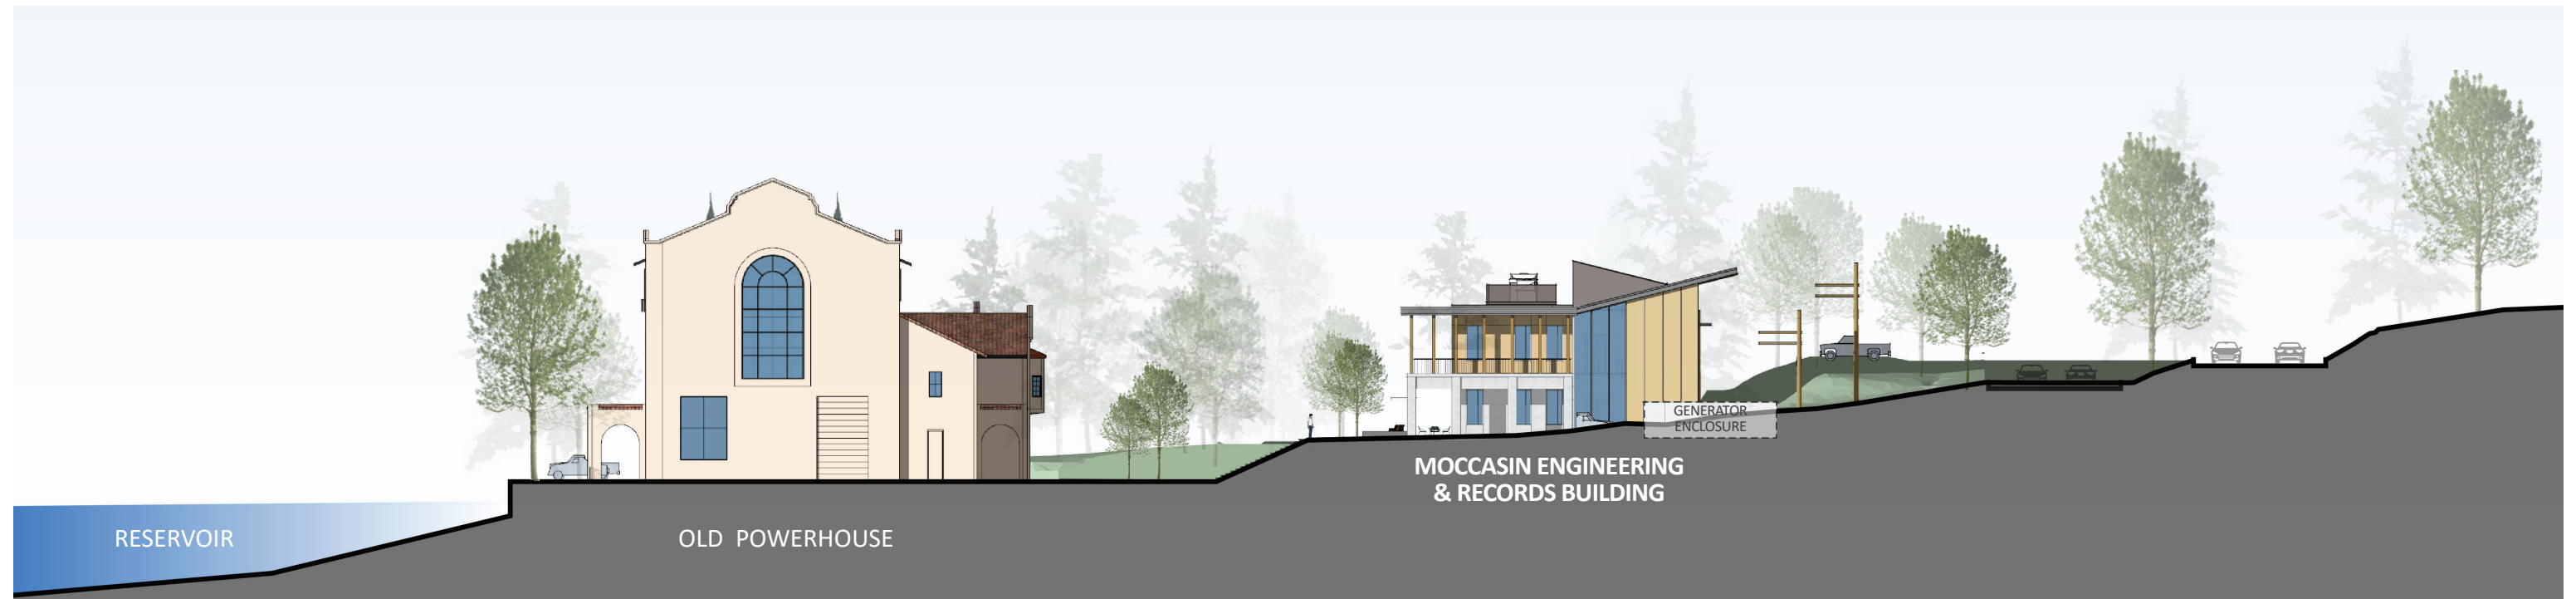 RESERVOIR
OLD POWERHOUSE
MOCCASIN ENGINEERING
& RECORDS BUILDING
GENERATOR
ENCLOSURE